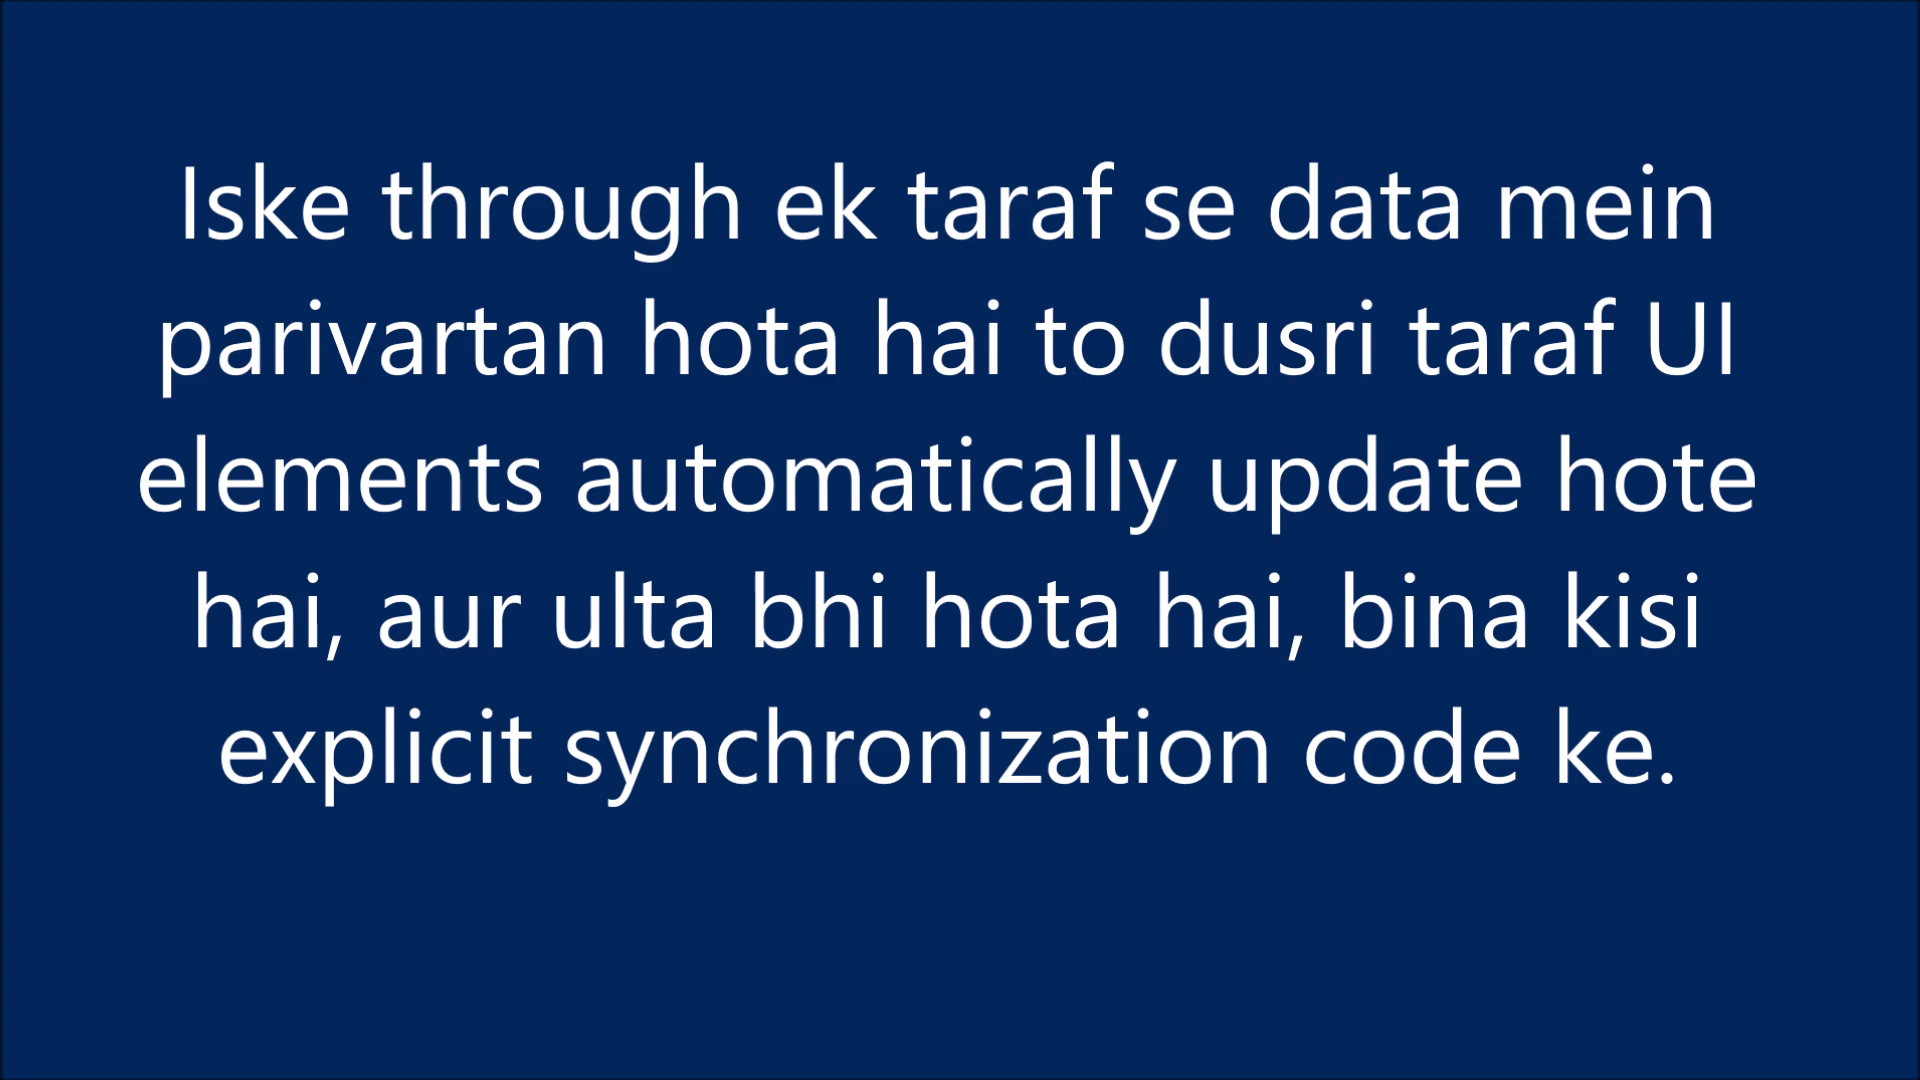 Iske through ek taraf se data mein
parivartan hota hai to dusri taraf UI
elements automatically update hote
hai, aur ulta bhi hota hai, bina kisi
explicit synchronization code ke.